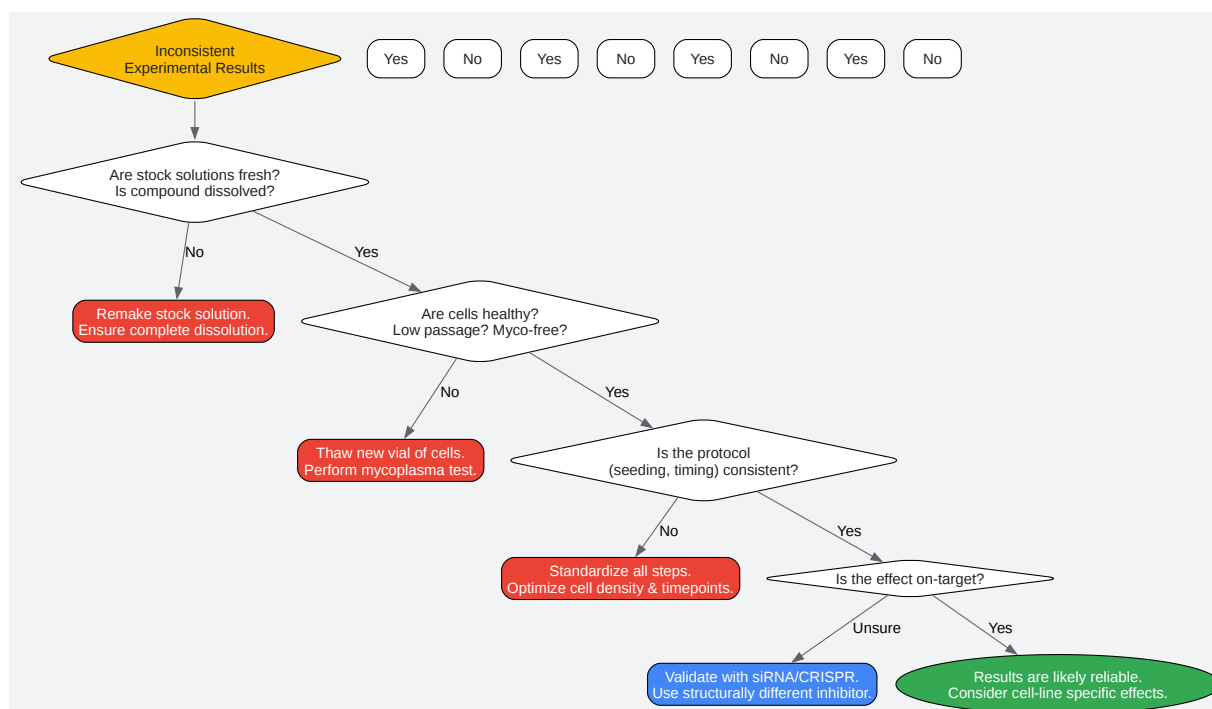 Inconsistent
Experimental Results
Yes
No
Yes
No
Yes
No
Yes
No
Are stock solutions fresh?
Is compound dissolved?
No
Yes
Remake stock solution.
Ensure complete dissolution.
Are cells healthy?
Low passage? Myco-free?
No
Yes
Thaw new vial of cells.
Perform mycoplasma test.
Is the protocol
(seeding, timing) consistent?
No
Yes
Standardize all steps.
Optimize cell density & timepoints.
Is the effect on-target?
Unsure
Yes
Validate with siRNA/CRISPR.
Use structurally different inhibitor.
Results are likely reliable.
Consider cell-line specific effects.